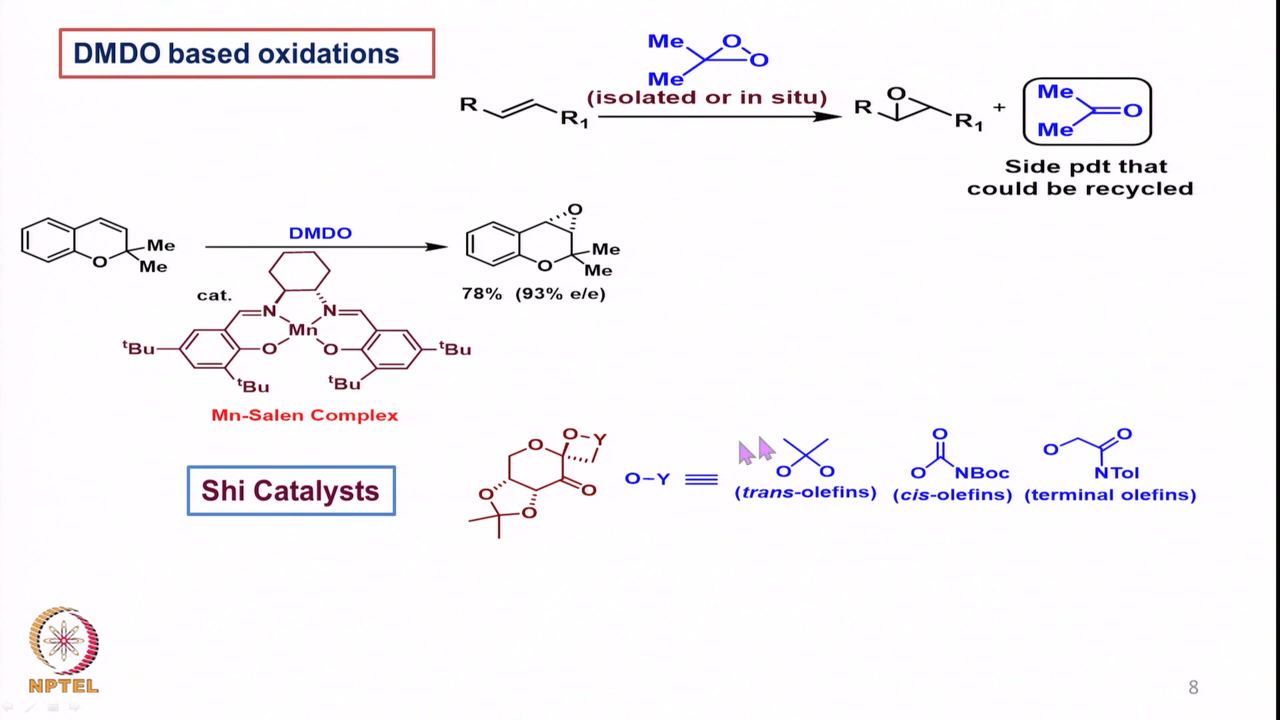 DMDO based oxidations
Me
O
O
Me
R
R1
(isolated or in situ)
O
R
R1
+
Me
Me
O
Side pdt that
could be recycled
O
Me
Me
DMDO
O
O
Me
Me
78% (93% e/e)
cat.
N
N
Mn
O
O
tBu
tBu
tBu
tBu
Mn-Salen Complex
Shi Catalysts
O
O-Y
O
O
O
O-Y ≡
O
O
(trans-olefins)
O
O
NBoc
(cis-olefins)
O
O
NTol
(terminal olefins)
NPTEL
8